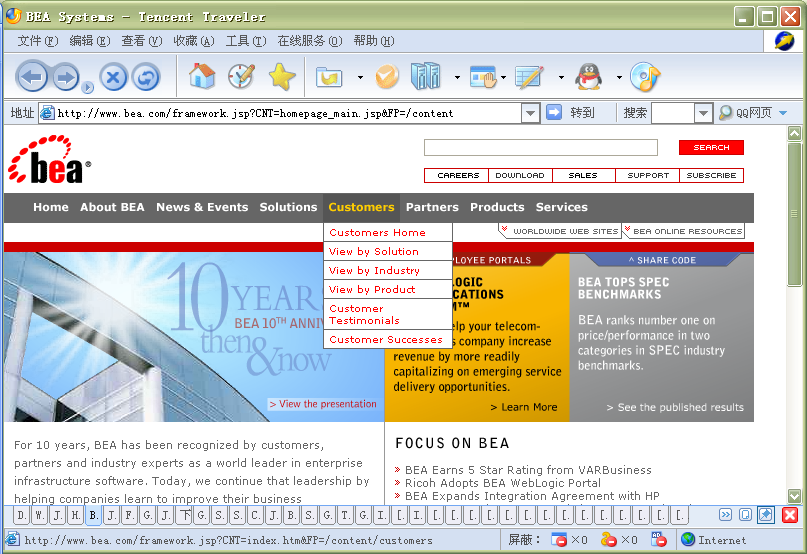 BEA Systems - Tencent Traveler
文件(F) 编辑(E) 查看(V) 收藏(A) 工具(T) 在线服务(O) 帮助(H)
地址 http://www.bea.com/framework.jsp?CNT=homepage_main.jsp&FP=/content 转到 搜索 QQ网页
bea®
SEARCH
CAREERS DOWNLOAD SALES SUPPORT SUBSCRIBE
Home About BEA News & Events Solutions Customers Partners Products Services
WORLDWIDE WEB SITES BEA ONLINE RESOURCES
Customers Home
View by Solution
View by Industry
View by Product
Customer
Testimonials
Customer Successes
10 YEAR
BEA 10TH ANNI
then
& now
> View the presentation
LOYEE PORTALS
LOGIC
CATIONS
M™
elp your telecom-
s company increase
revenue by more readily
capitalizing on emerging service
delivery opportunities.
> Learn More
^ SHARE CODE
BEA TOPS SPEC
BENCHMARKS
BEA ranks number one on
price/performance in two
categories in SPEC industry
benchmarks.
> See the published results
For 10 years, BEA has been recognized by customers,
partners and industry experts as a world leader in enterprise
infrastructure software. Today, we continue that leadership by
helping companies learn to improve their business
FOCUS ON BEA
» BEA Earns 5 Star Rating from VARBusiness
» Ricoh Adopts BEA WebLogic Portal
» BEA Expands Integration Agreement with HP
D. W. J. H. B. J. F. G. J. 下 G. S. S. C. J. B. S. G. T. G. I. [. I. [. [. [. [. [. [. [. [. [. [. [.
http://www.bea.com/framework.jsp?CNT=index.htm&FP=/content/customers 屏蔽: ×0 ×0 Internet